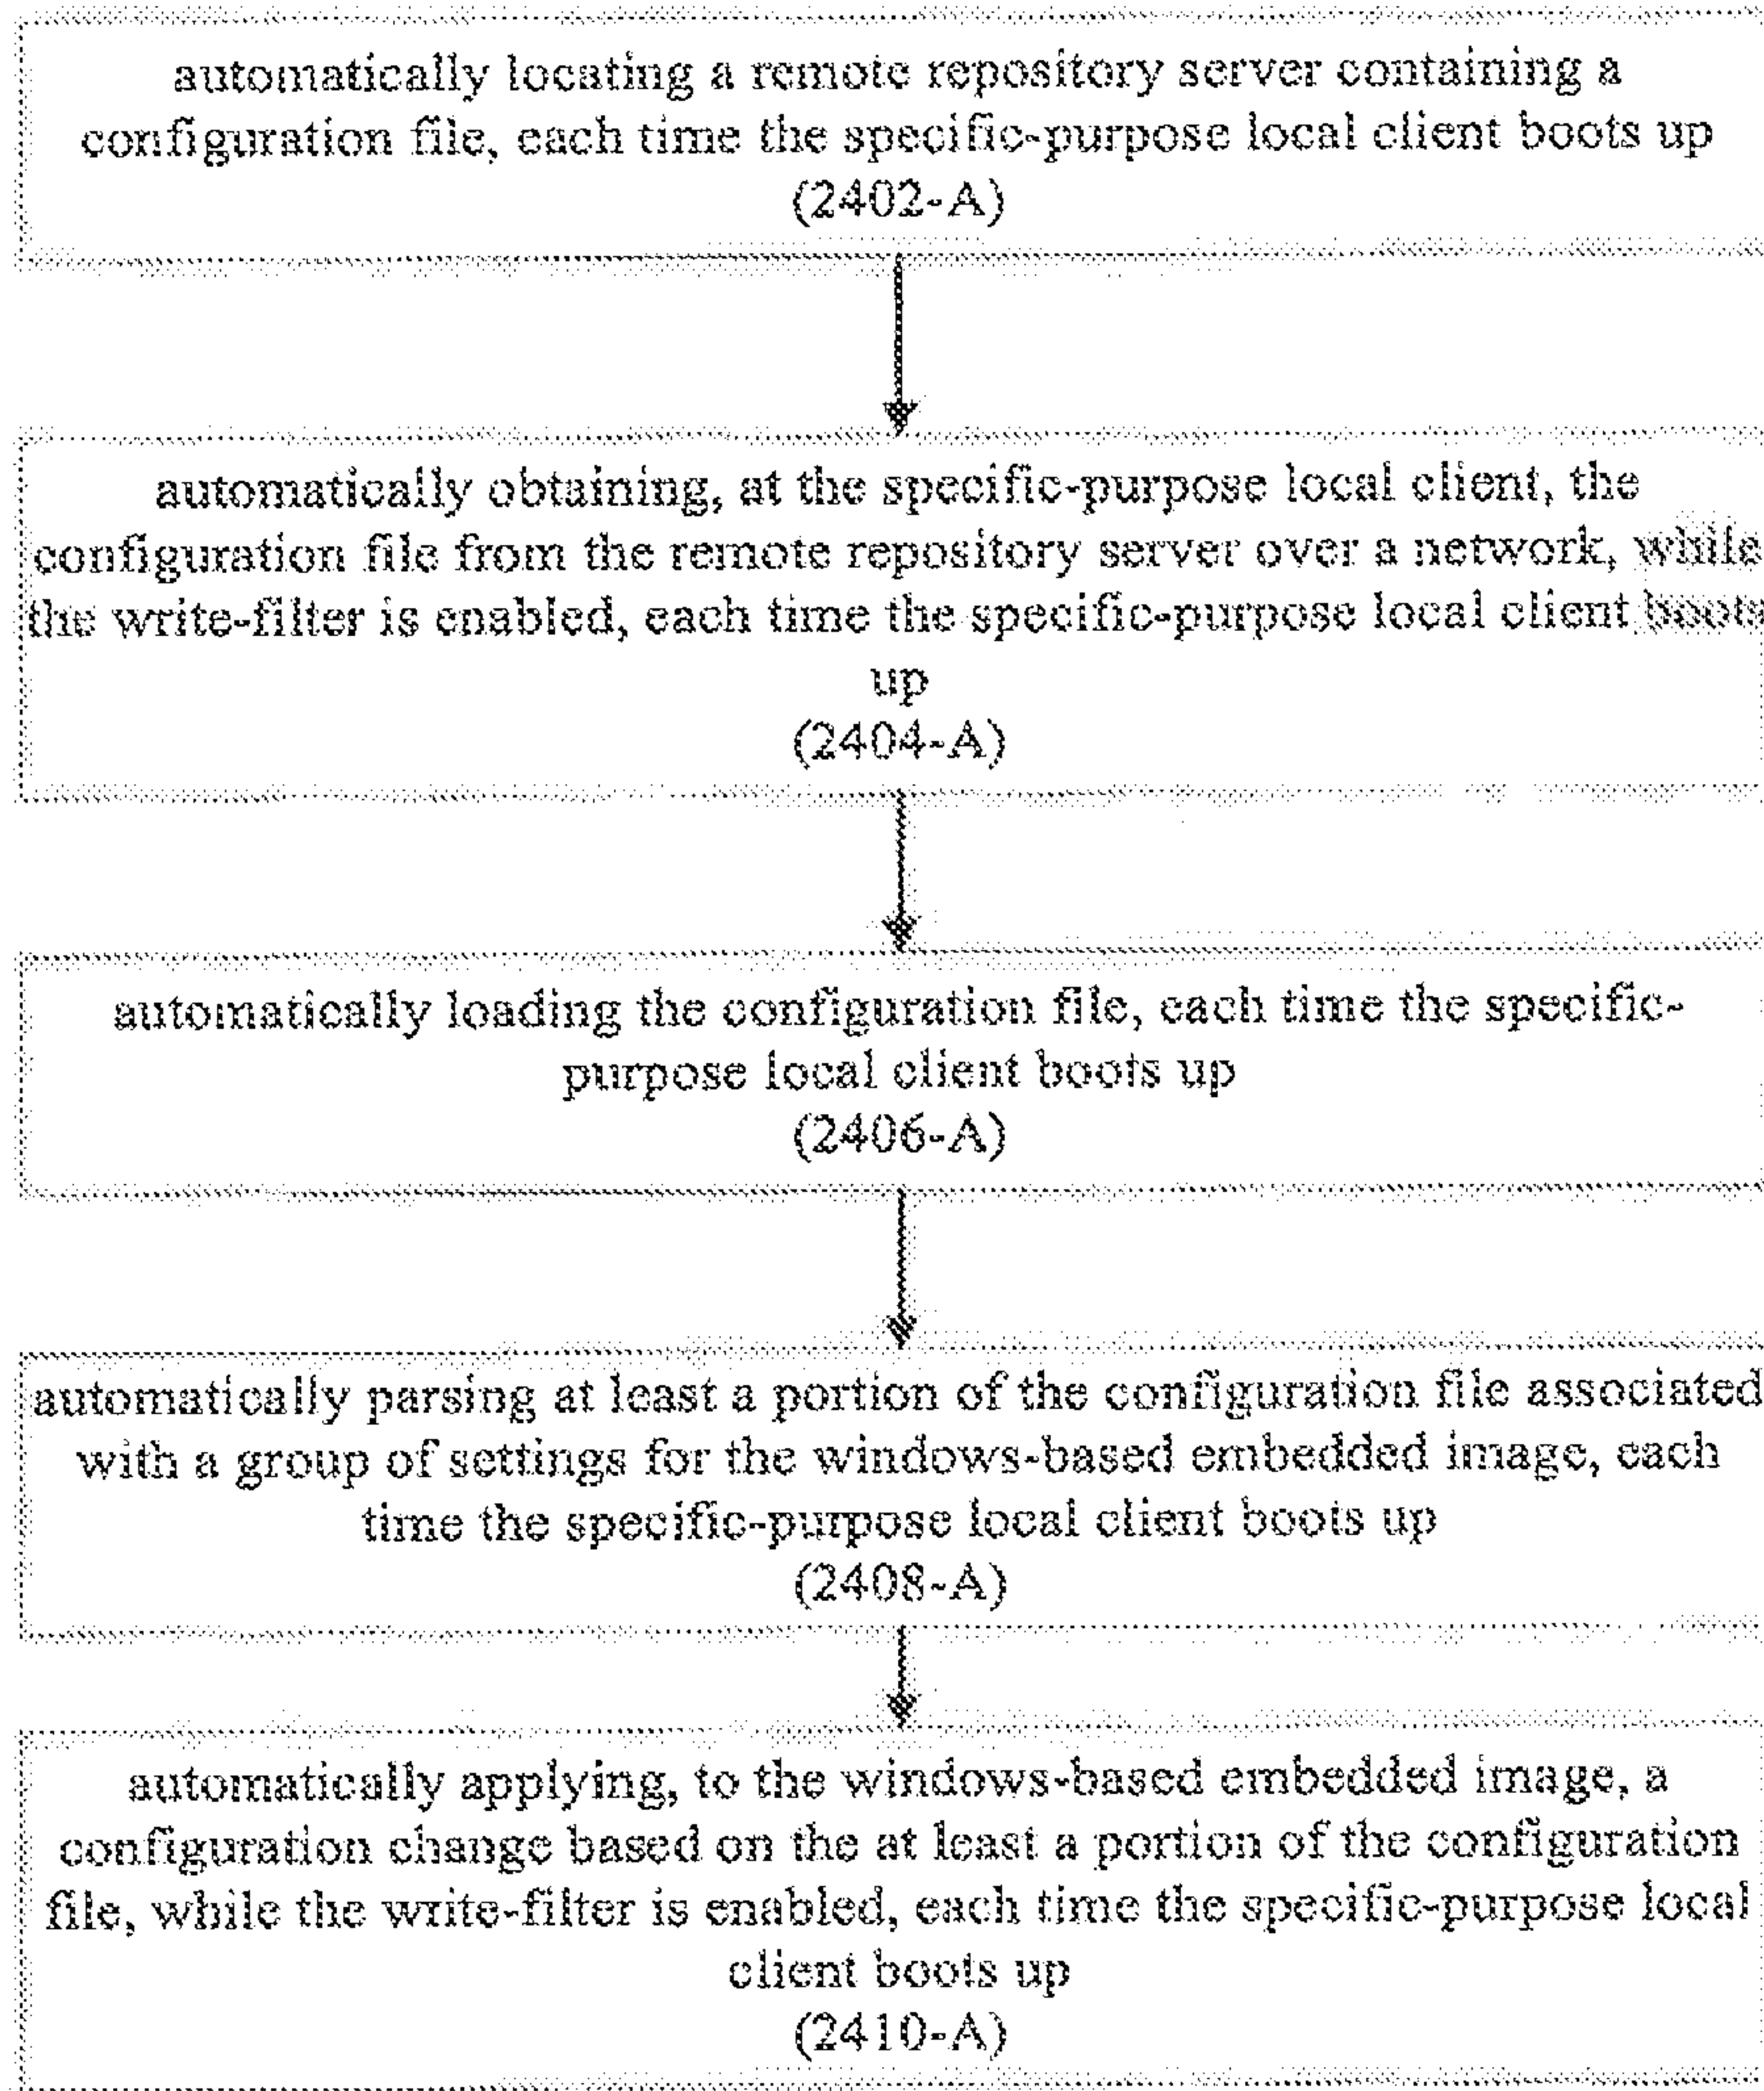 automatically locating a remote repository server containing a
configuration file, each time the specific-purpose local client boots up
(2402-A)
automatically obtaining, at the specific-purpose local client, the
configuration file from the remote repository server over a network, while
the write-filter is enabled, each time the specific-purpose local client boots
up
(2404-A)
automatically loading the configuration file, each time the specific-
purpose local client boots up
(2406-A)
automatically parsing at least a portion of the configuration file associated
with a group of settings for the windows-based embedded image, each
time the specific-purpose local client boots up
(2408-A)
automatically applying, to the windows-based embedded image, a
configuration change based on the at least a portion of the configuration
file, while the write-filter is enabled, each time the specific-purpose local
client boots up
(2410-A)